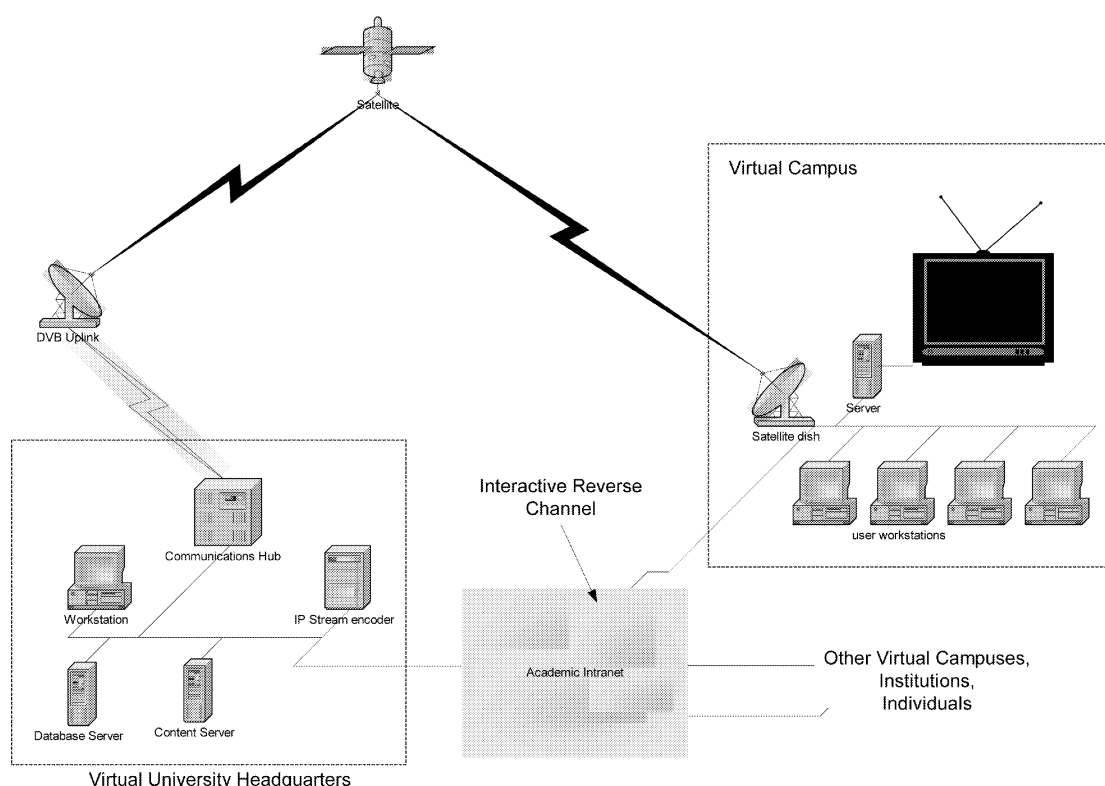 Satellite
Virtual Campus
DVB Uplink
Server
Satellite dish
user workstations
Interactive Reverse
Channel
Communications Hub
Workstation
IP Stream encoder
Academic Intranet
Other Virtual Campuses,
Institutions,
Individuals
Database Server
Content Server
Virtual University Headquarters